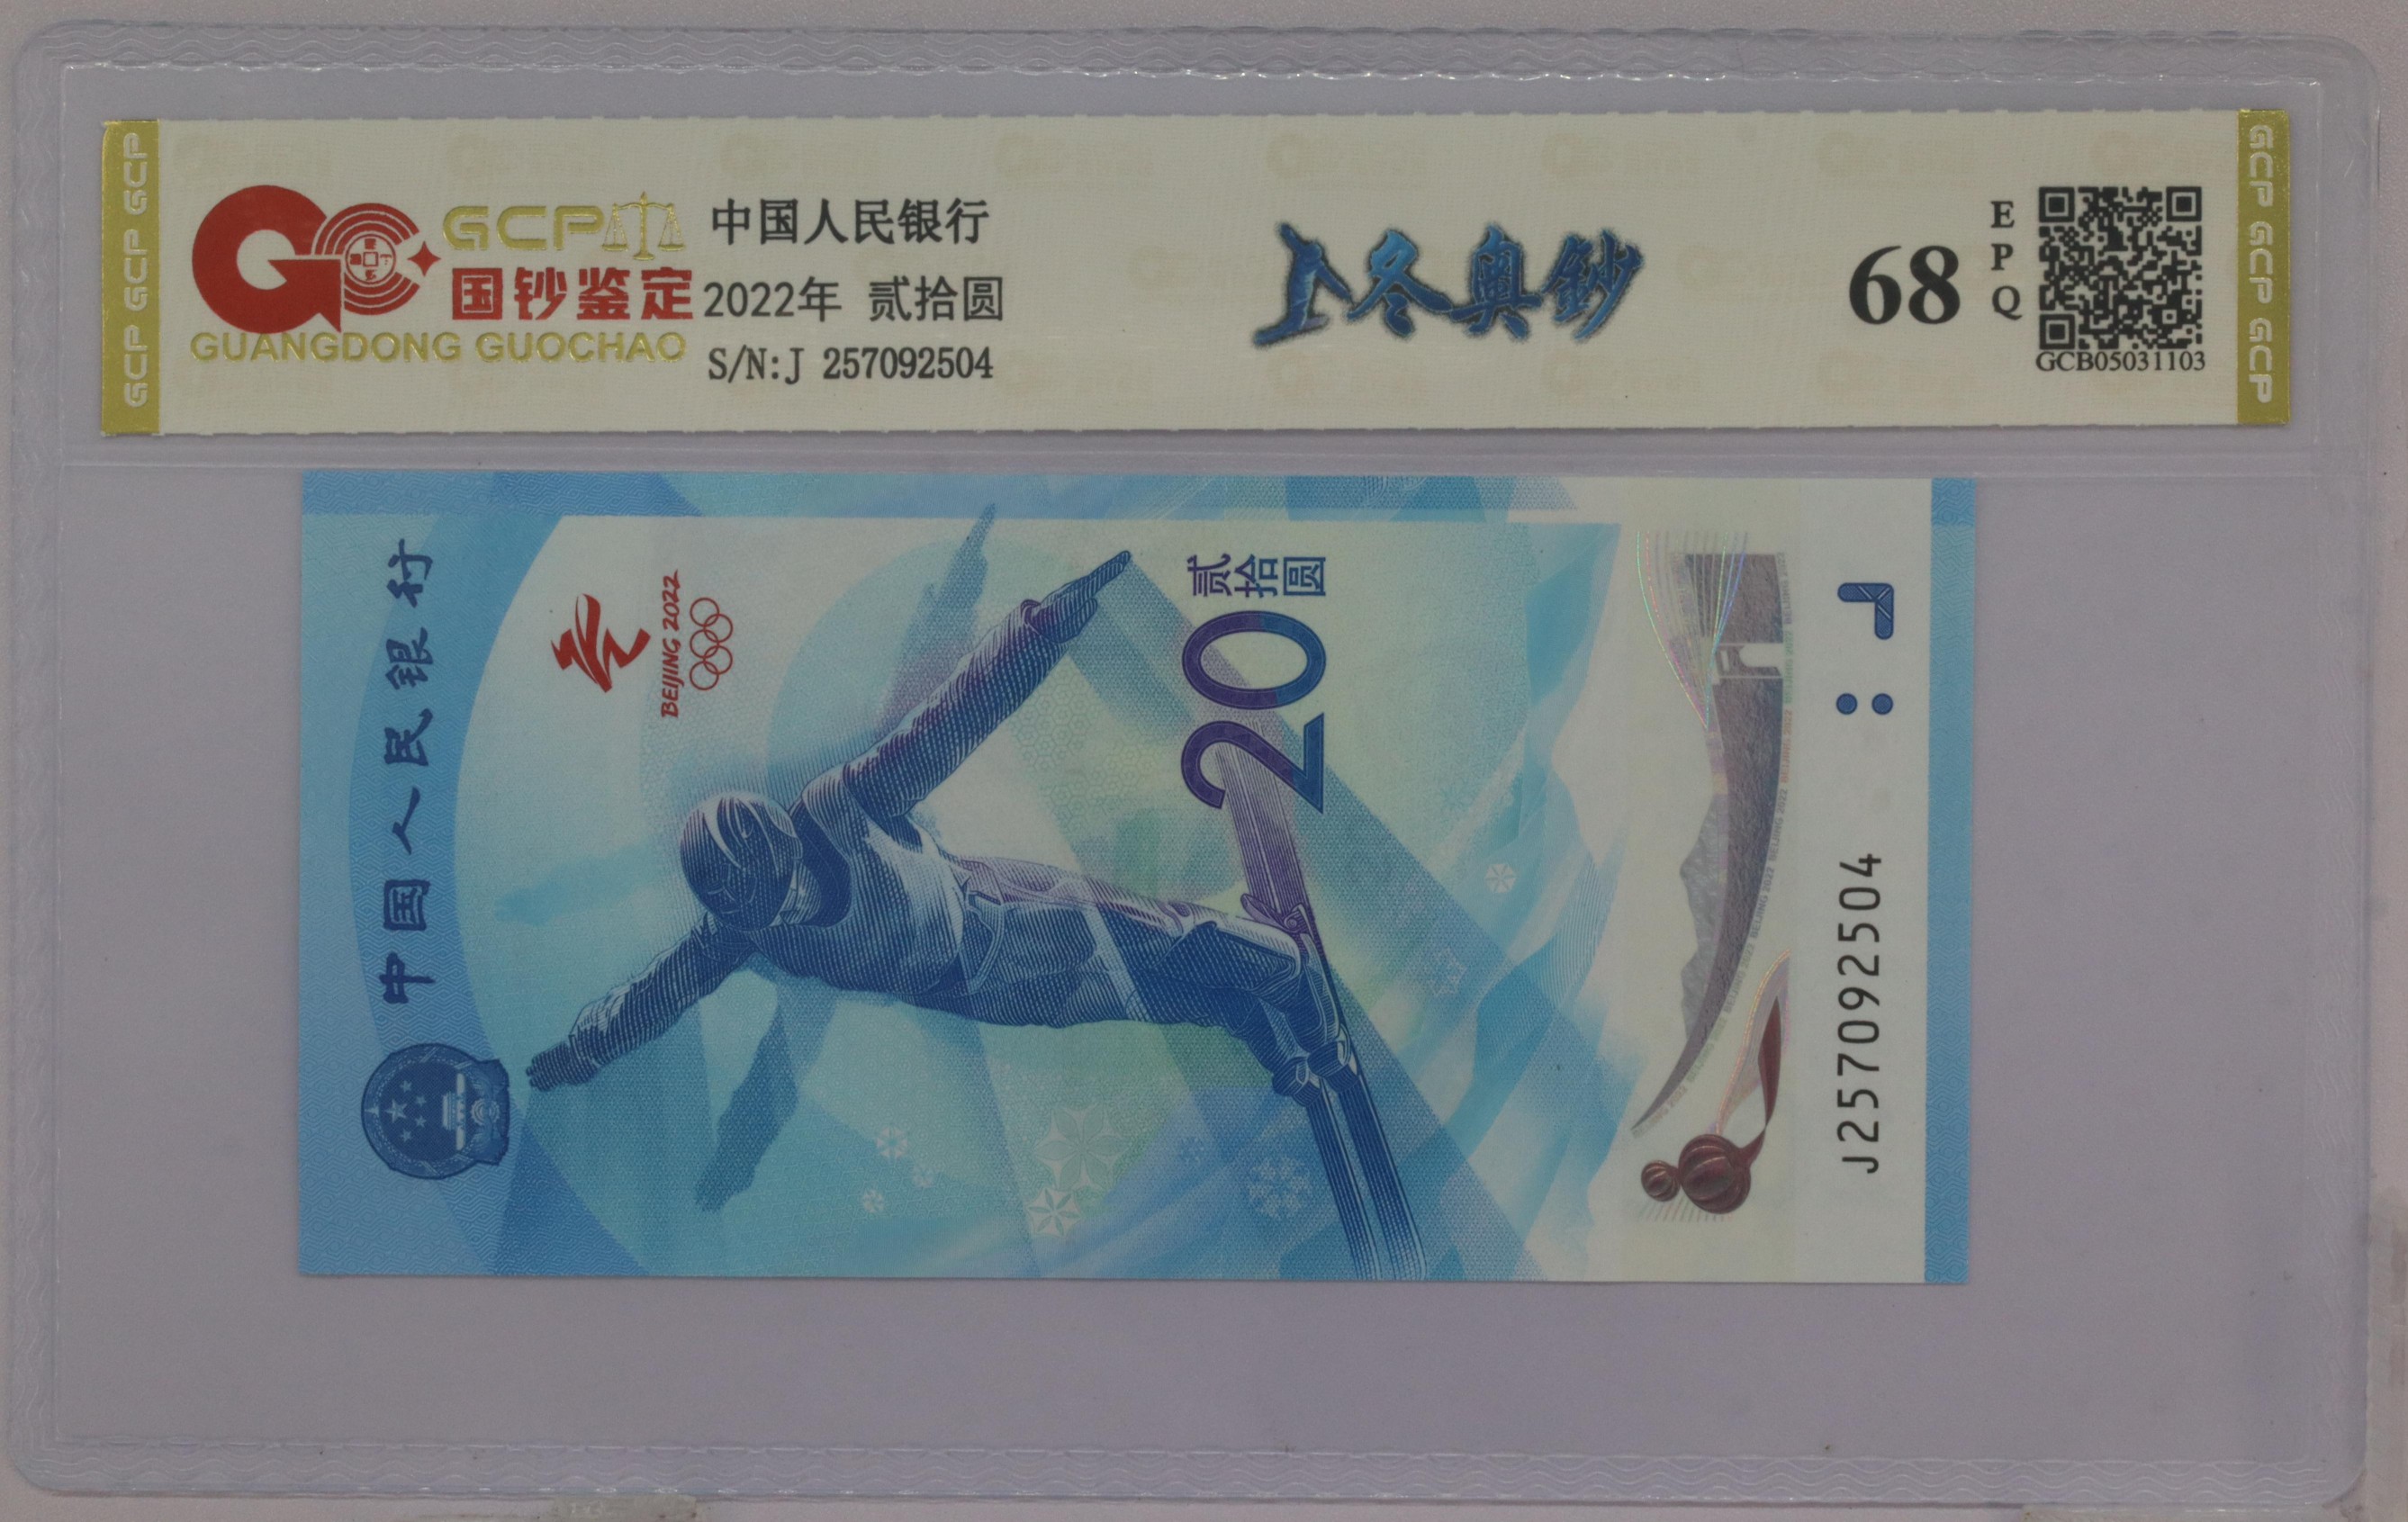 GCP GCP GCP
GCP
国钞鉴定
GUANGDONG GUOCHAO
中国人民银行
2022年 贰拾圆
S/N:J 257092504
冬奥鈔
68
EPQ
GCB05031103
GCP GCP GCP
中国人民银行
BEIJING 2022
贰拾圆
20
J257092504